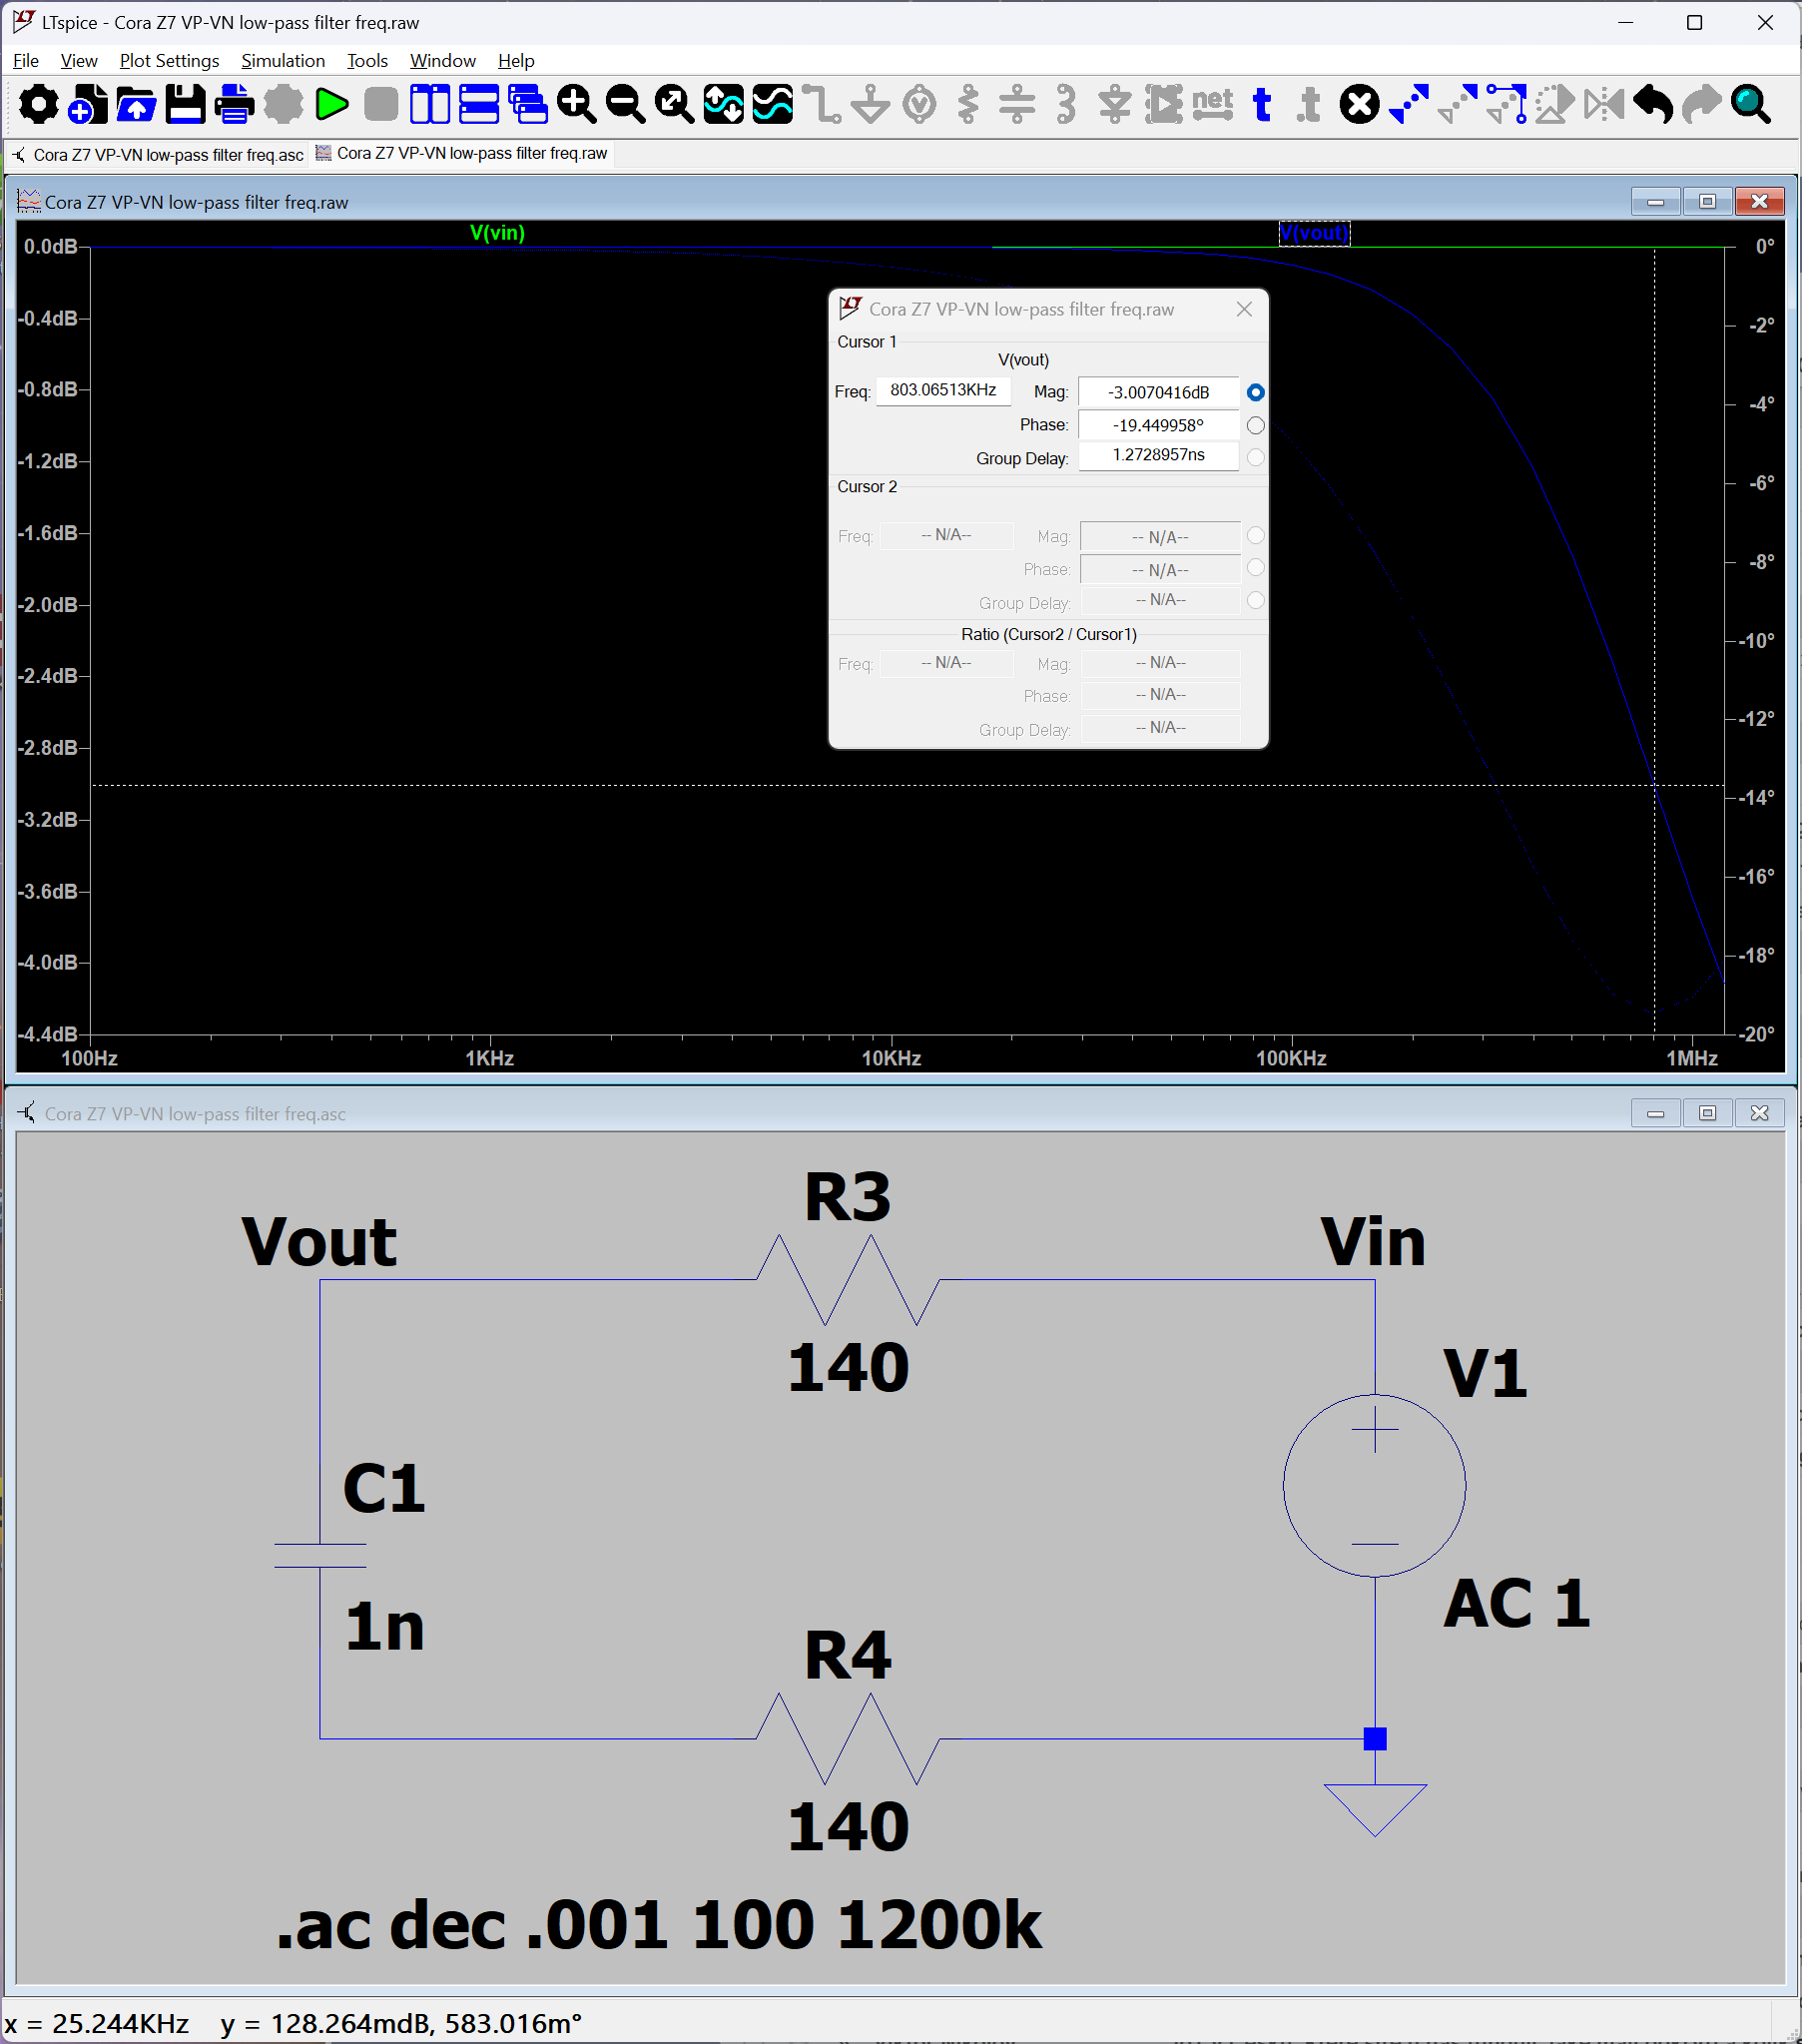 LTspice - Cora Z7 VP-VN low-pass filter freq.raw
File View Plot Settings Simulation Tools Window Help
Cora Z7 VP-VN low-pass filter freq.asc Cora Z7 VP-VN low-pass filter freq.raw
Cora Z7 VP-VN low-pass filter freq.raw
V(vin) V(vout)
0.0dB 0°
-0.4dB -2°
-0.8dB -4°
-1.2dB -6°
-1.6dB -8°
-2.0dB -10°
-2.4dB -12°
-2.8dB -14°
-3.2dB -16°
-3.6dB -18°
-4.0dB -20°
-4.4dB
100Hz 1KHz 10KHz 100KHz 1MHz
Cora Z7 VP-VN low-pass filter freq.raw
Cursor 1
V(vout)
Freq: 803.06513KHz Mag: -3.0070416dB
Phase: -19.449958°
Group Delay: 1.2728957ns
Cursor 2
Freq: -- N/A-- Mag: -- N/A--
Phase: -- N/A--
Group Delay: -- N/A--
Ratio (Cursor2 / Cursor1)
Freq: -- N/A-- Mag: -- N/A--
Phase: -- N/A--
Group Delay: -- N/A--
Cora Z7 VP-VN low-pass filter freq.asc
R3
Vout Vin
140
V1
C1
1n
AC 1
R4
140
.ac dec .001 100 1200k
x = 25.244KHz y = 128.264mdB, 583.016m°